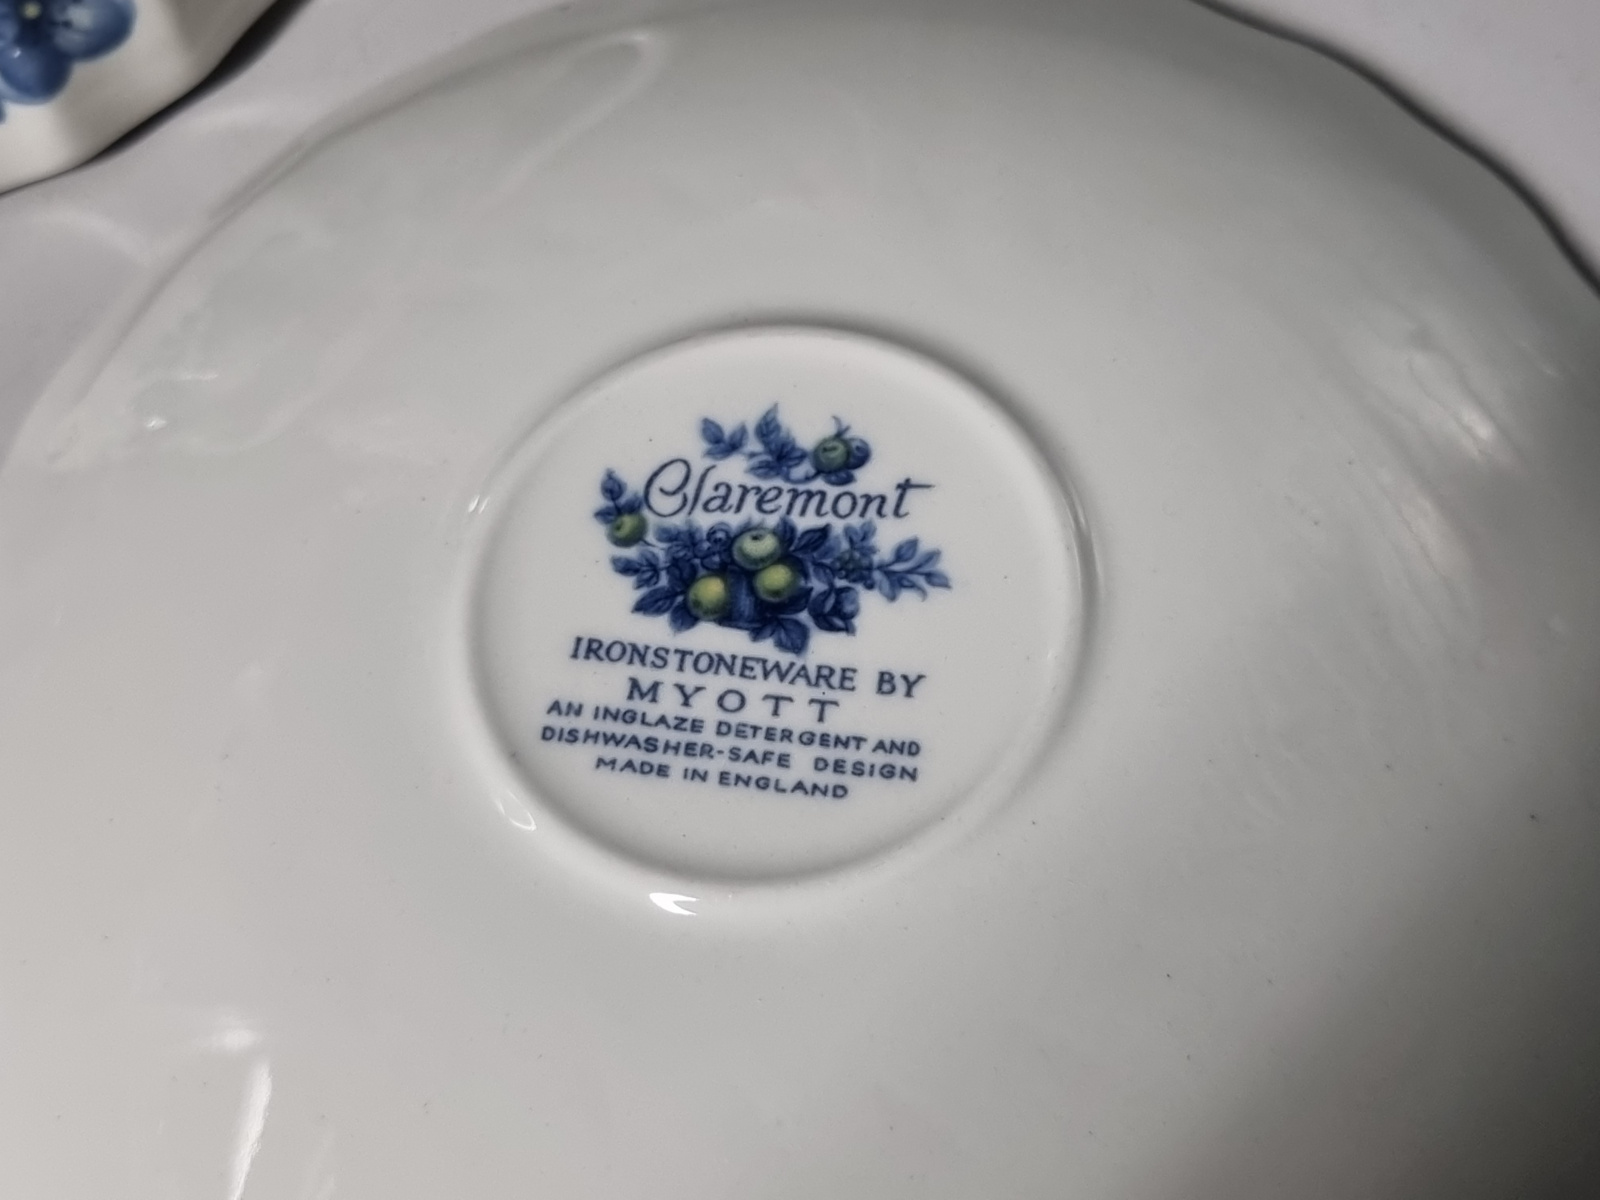 Claremont
IRONSTONEWARE BY
MYOTT
AN INGLAZE DETERGENT AND
DISHWASHER-SAFE DESIGN
MADE IN ENGLAND